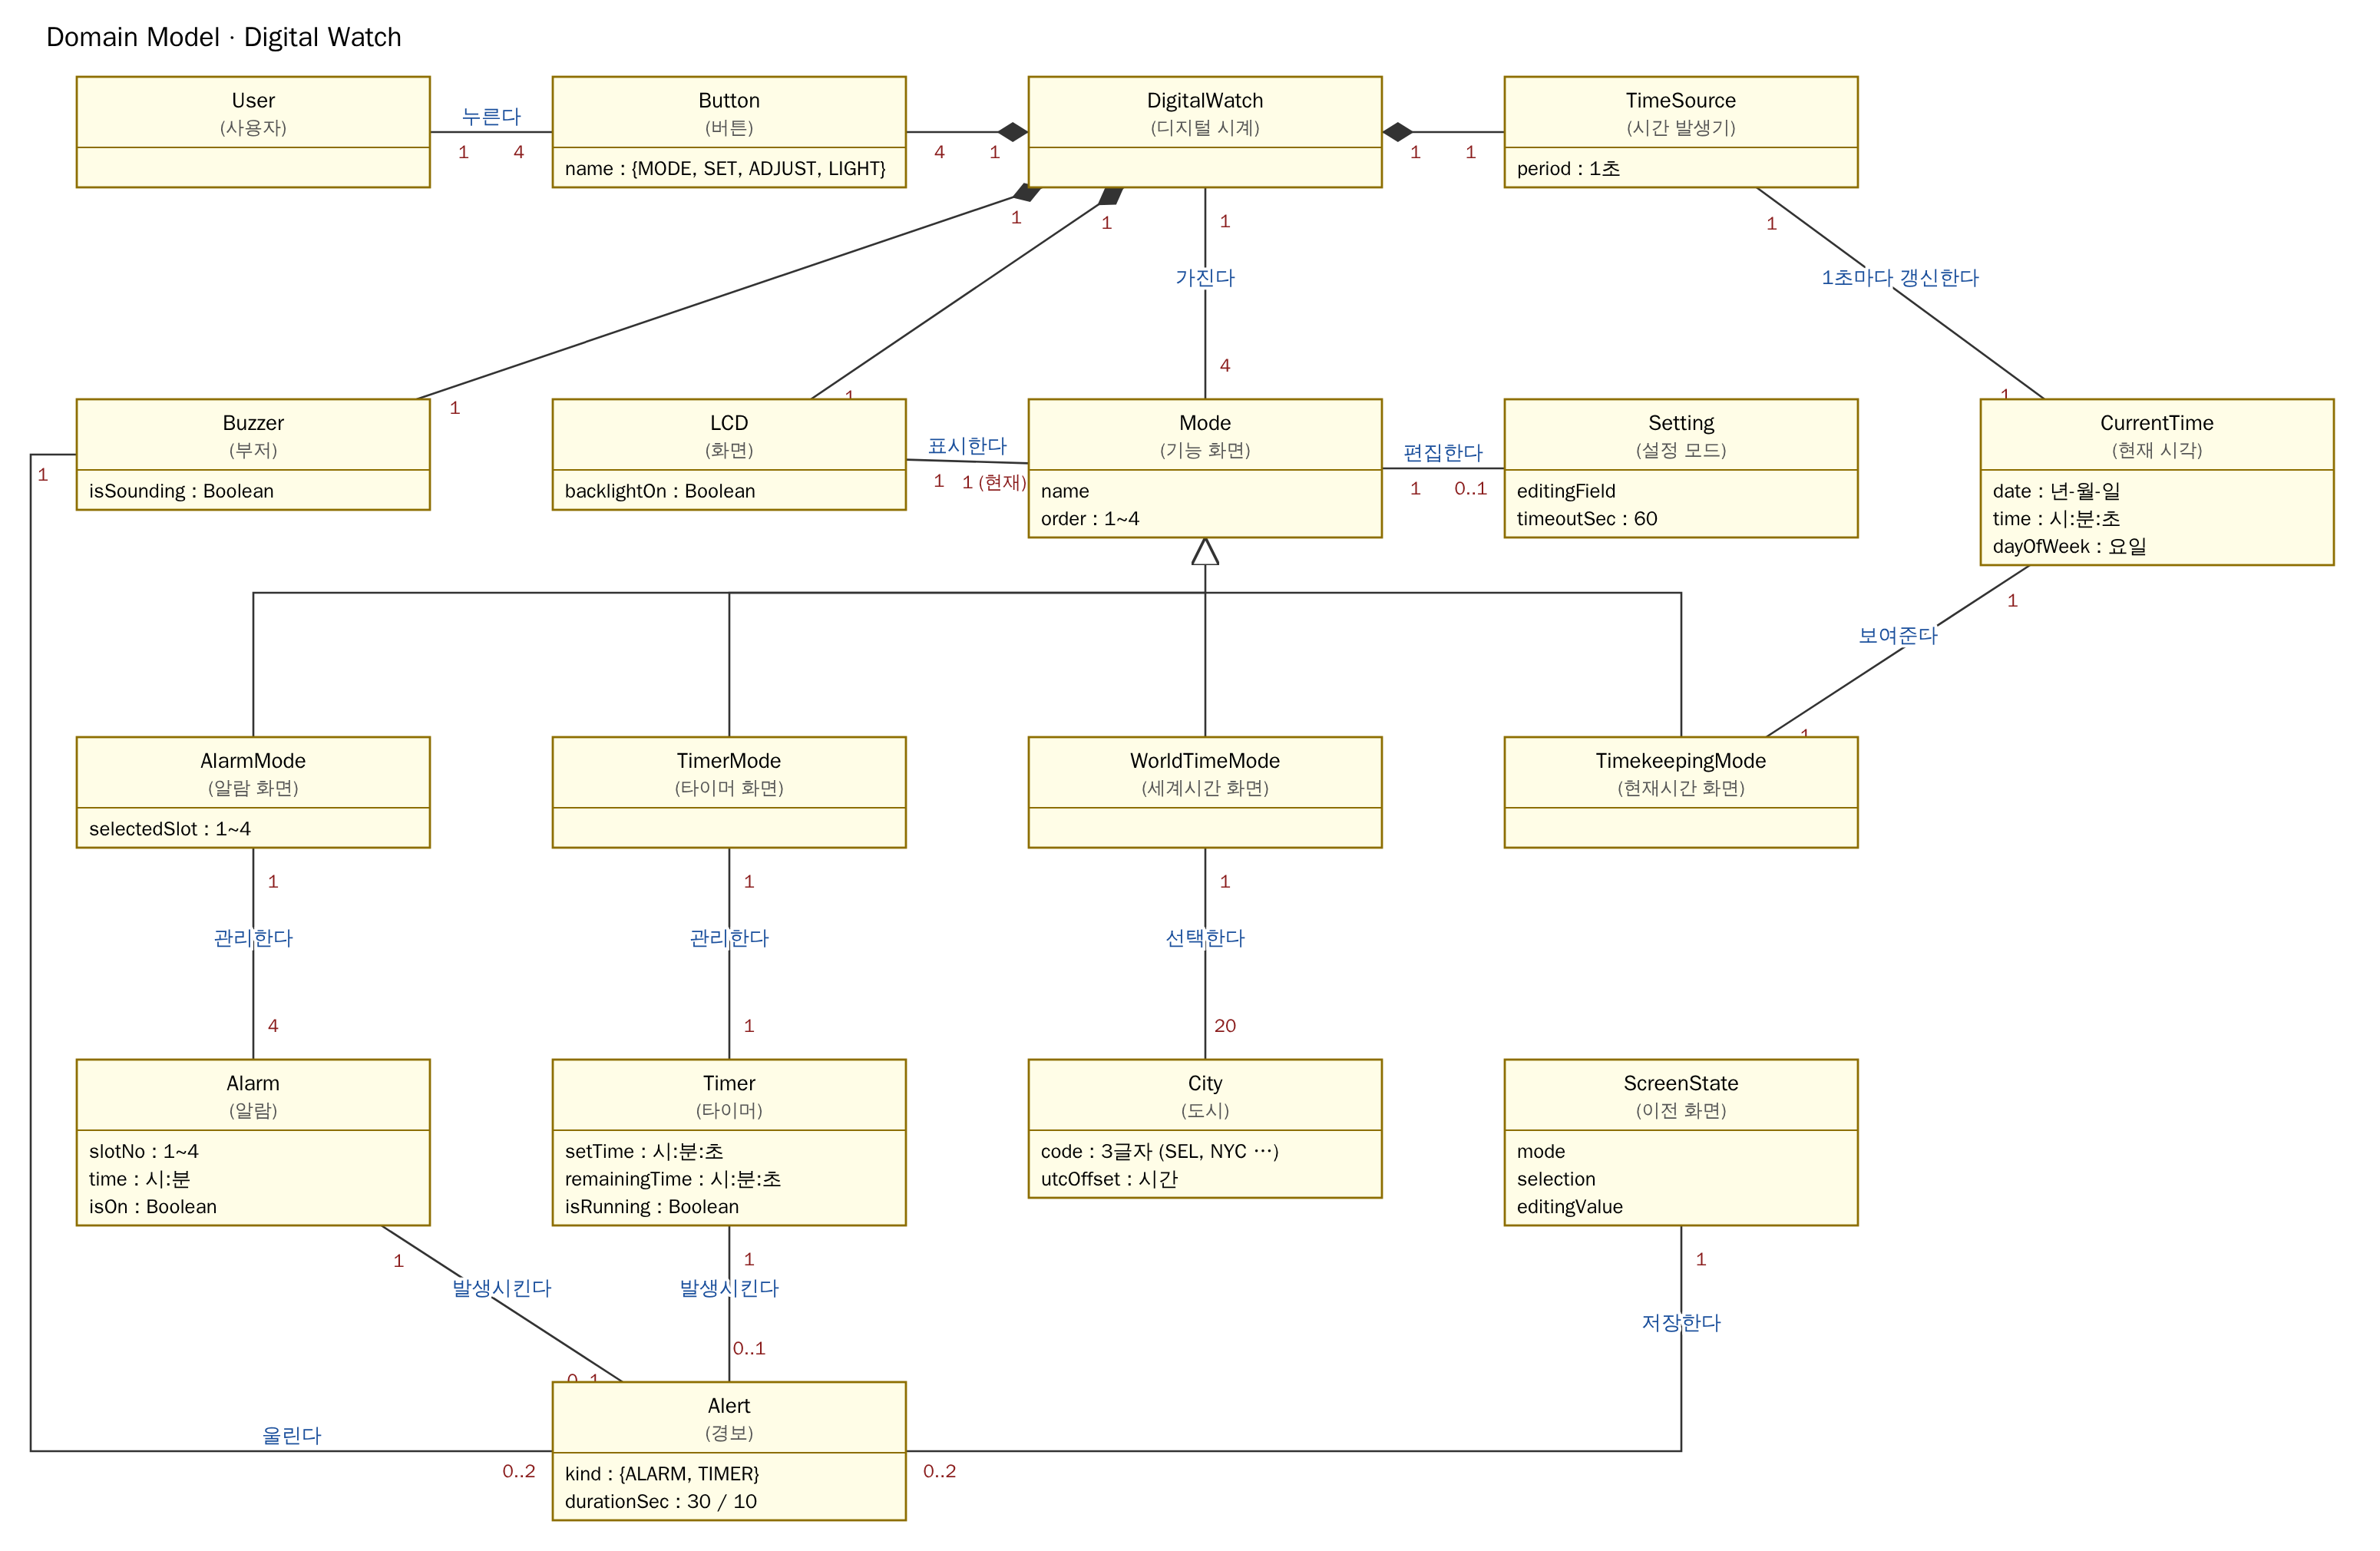 Domain Model · Digital Watch
User
(사용자)
누른다
1
4
Button
(버튼)
name : {MODE, SET, ADJUST, LIGHT}
4
1
DigitalWatch
(디지털 시계)
1
1
TimeSource
(시간 발생기)
period : 1초
1
1
1
가진다
4
1
1초마다 갱신한다
1
1
1
Buzzer
(부저)
isSounding : Boolean
1
LCD
(화면)
backlightOn : Boolean
표시한다
1
1 (현재)
Mode
(기능 화면)
name
order : 1~4
편집한다
1
0..1
Setting
(설정 모드)
editingField
timeoutSec : 60
CurrentTime
(현재 시각)
date : 년-월-일
time : 시:분:초
dayOfWeek : 요일
1
보여준다
1
AlarmMode
(알람 화면)
selectedSlot : 1~4
TimerMode
(타이머 화면)
WorldTimeMode
(세계시간 화면)
TimekeepingMode
(현재시간 화면)
1
관리한다
4
1
관리한다
1
1
선택한다
20
Alarm
(알람)
slotNo : 1~4
time : 시:분
isOn : Boolean
Timer
(타이머)
setTime : 시:분:초
remainingTime : 시:분:초
isRunning : Boolean
City
(도시)
code : 3글자 (SEL, NYC ⋯)
utcOffset : 시간
ScreenState
(이전 화면)
mode
selection
editingValue
1
발생시킨다
0..1
1
발생시킨다
0..1
1
저장한다
울린다
0..2
Alert
(경보)
kind : {ALARM, TIMER}
durationSec : 30 / 10
0..2